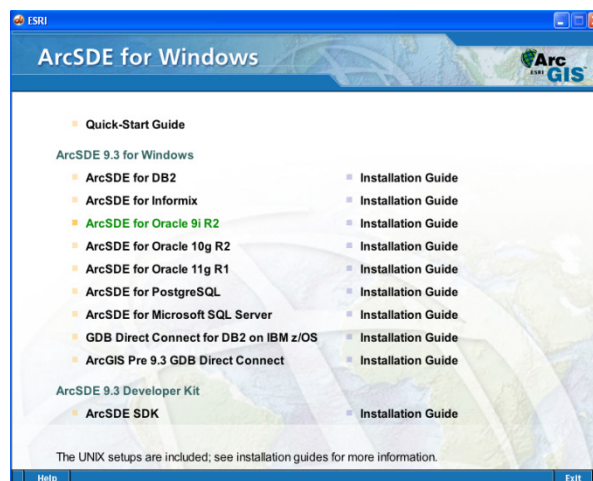 ESRI
ArcSDE for Windows
Arc
ESRI GIS
Quick-Start Guide
ArcSDE 9.3 for Windows
ArcSDE for DB2 Installation Guide
ArcSDE for Informix Installation Guide
ArcSDE for Oracle 9i R2 Installation Guide
ArcSDE for Oracle 10g R2 Installation Guide
ArcSDE for Oracle 11g R1 Installation Guide
ArcSDE for PostgreSQL Installation Guide
ArcSDE for Microsoft SQL Server Installation Guide
GDB Direct Connect for DB2 on IBM z/OS Installation Guide
ArcGIS Pre 9.3 GDB Direct Connect Installation Guide
ArcSDE 9.3 Developer Kit
ArcSDE SDK Installation Guide
The UNIX setups are included; see installation guides for more information.
Help Exit